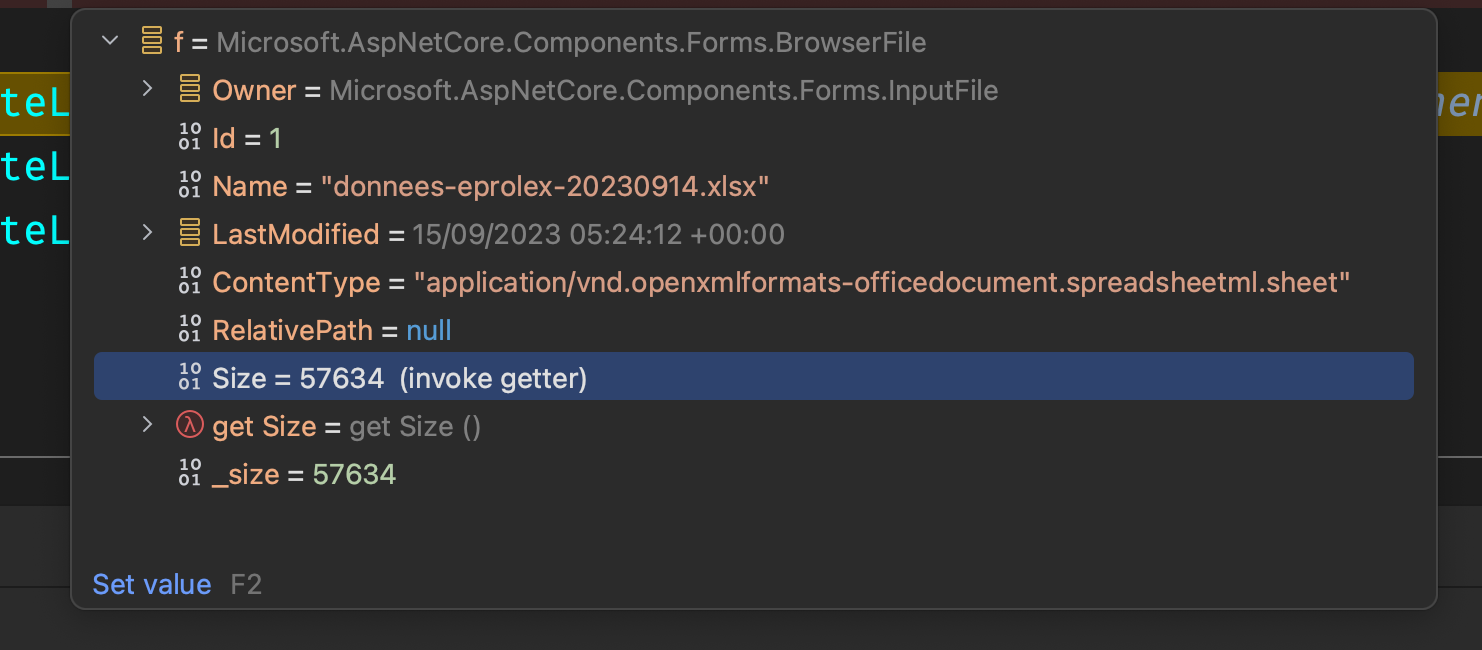 f = Microsoft.AspNetCore.Components.Forms.BrowserFile
Owner = Microsoft.AspNetCore.Components.Forms.InputFile
teL
Id = 1
teL
Name = "donnees-eprolex-20230914.xlsx"
teL
LastModified = 15/09/2023 05:24:12 +00:00
ContentType = "application/vnd.openxmlformats-officedocument.spreadsheetml.sheet"
RelativePath = null
Size = 57634 (invoke getter)
λ get Size = get Size ()
_size = 57634
Set value F2